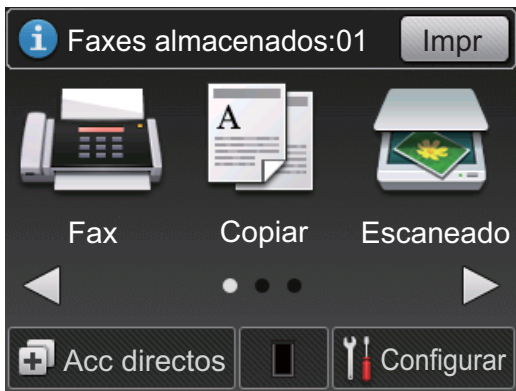 Faxes almacenados:01 Impr
A
Fax Copiar Escaneado
Acc directos Configurar